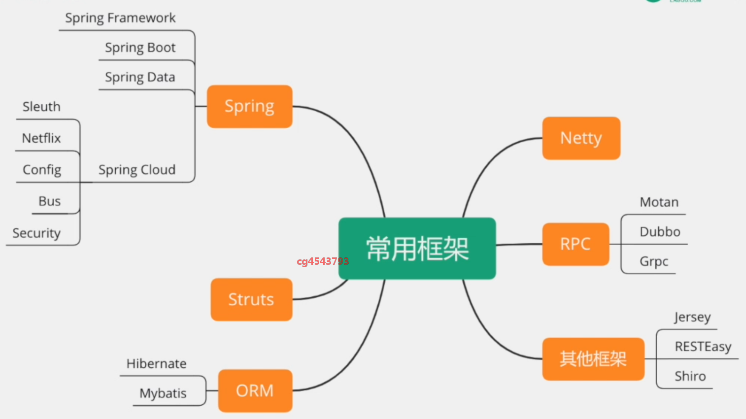 Spring Framework
Spring Boot
Spring Data
Spring
Sleuth
Netflix
Config
Spring Cloud
Bus
Security
Netty
Motan
RPC
Dubbo
Grpc
常用框架
cg4543793
Struts
Jersey
其他框架
RESTEasy
Shiro
Hibernate
Mybatis
ORM